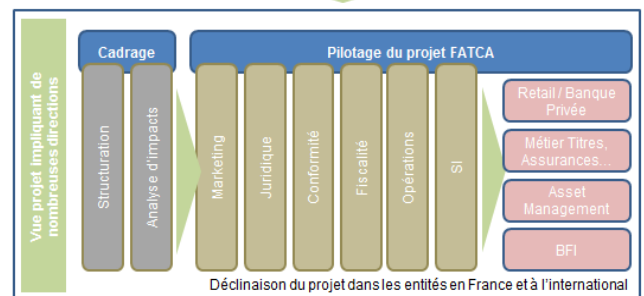 Vue projet impliquant de
nombreuses directions
Cadrage
Pilotage du projet FATCA
Structuration
Analyse d'impacts
Marketing
Juridique
Conformité
Fiscalité
Opérations
SI
Retail / Banque
Privée
Métier Titres,
Assurances...
Asset
Management
BFI
Déclinaison du projet dans les entités en France et à l'international